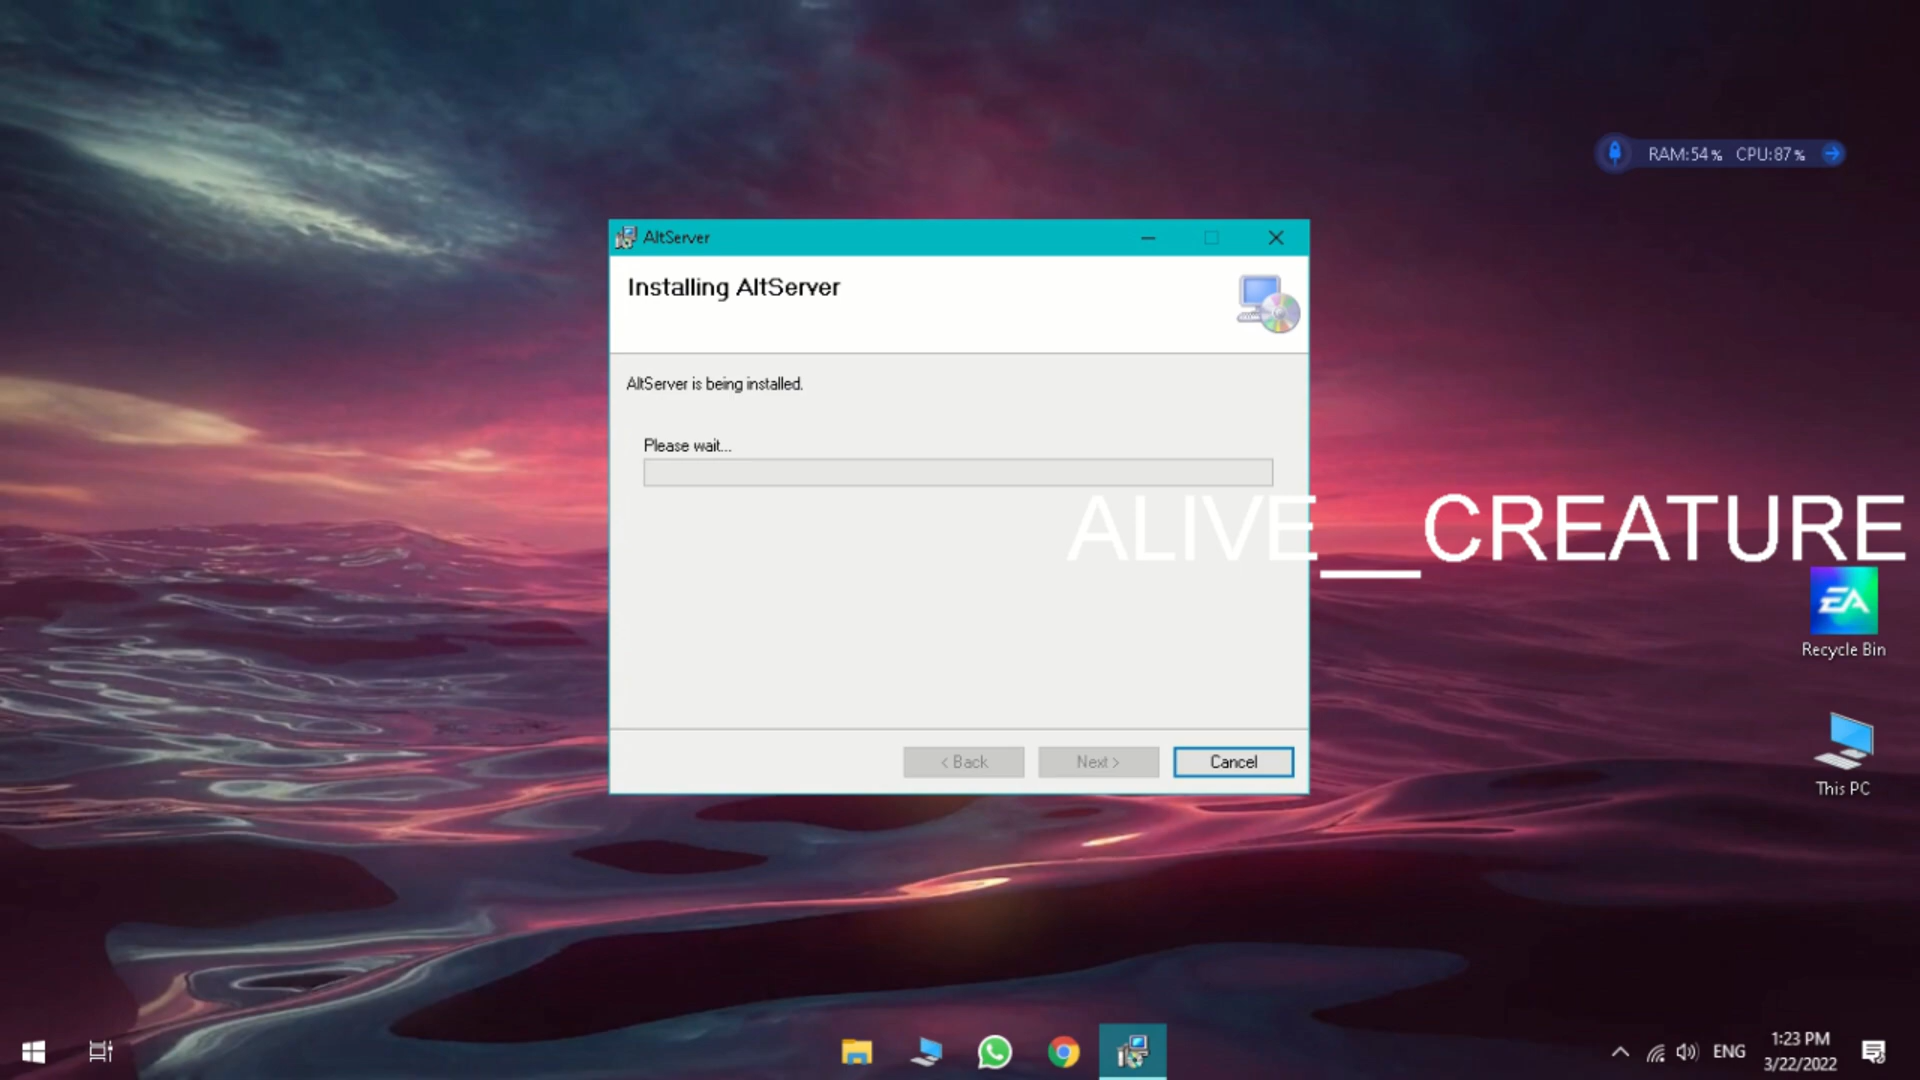 RAM:54% CPU:87%
AltServer
Installing AltServer
AltServer is being installed.
Please wait...
ALIVE__CREATURE
EA
Recycle Bin
< Back
Next >
Cancel
This PC
ENG
1:23 PM
3/22/2022